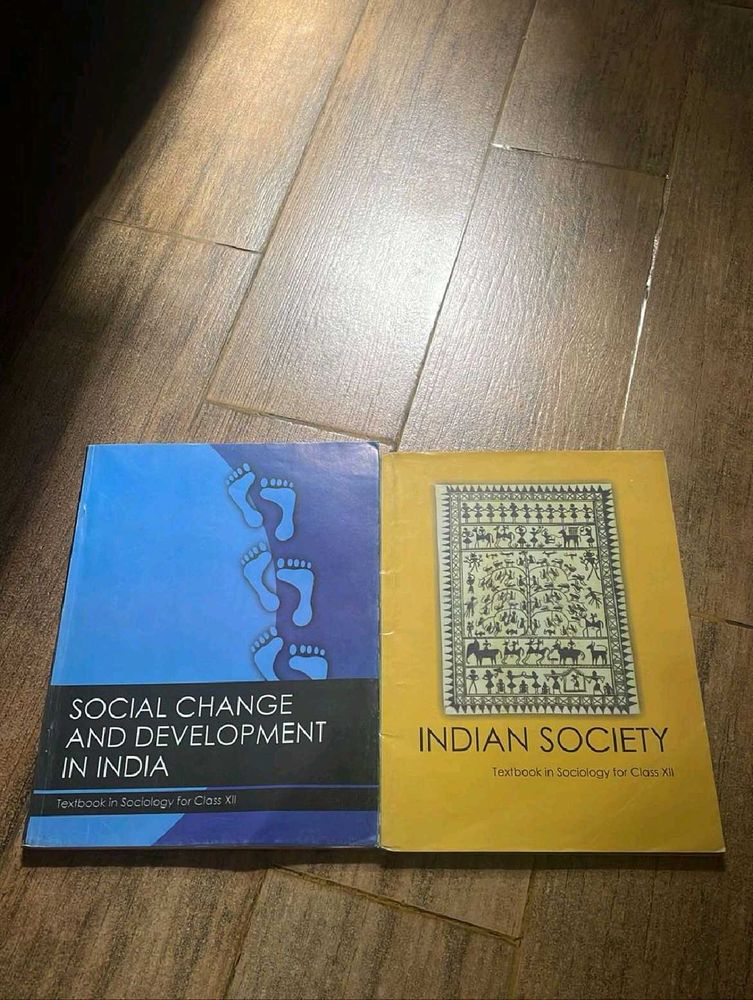 SOCIAL CHANGE
AND DEVELOPMENT
IN INDIA
Textbook in Sociology for Class XII
INDIAN SOCIETY
Textbook in Sociology for Class XII